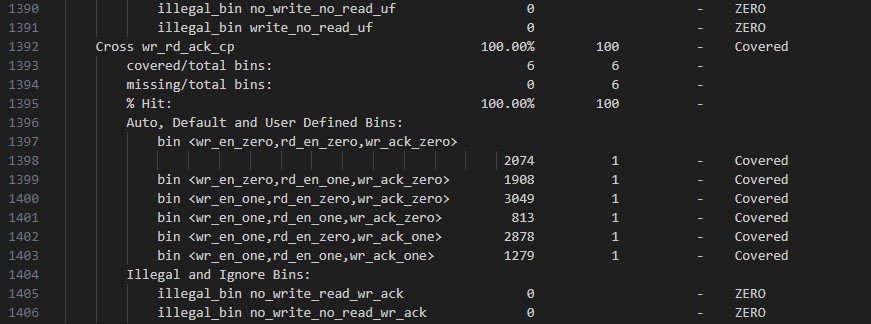 1390 illegal_bin no_write_no_read_uf 0 - ZERO
1391 illegal_bin write_no_read_uf 0 - ZERO
1392 Cross wr_rd_ack_cp 100.00% 100 - Covered
1393 covered/total bins: 6 6 -
1394 missing/total bins: 0 6 -
1395 % Hit: 100.00% 100 -
1396 Auto, Default and User Defined Bins:
1397 bin <wr_en_zero,rd_en_zero,wr_ack_zero>
1398 2074 1 - Covered
1399 bin <wr_en_zero,rd_en_one,wr_ack_zero> 1908 1 - Covered
1400 bin <wr_en_one,rd_en_zero,wr_ack_zero> 3049 1 - Covered
1401 bin <wr_en_one,rd_en_one,wr_ack_zero> 813 1 - Covered
1402 bin <wr_en_one,rd_en_zero,wr_ack_one> 2878 1 - Covered
1403 bin <wr_en_one,rd_en_one,wr_ack_one> 1279 1 - Covered
1404 Illegal and Ignore Bins:
1405 illegal_bin no_write_read_wr_ack 0 - ZERO
1406 illegal_bin no_write_no_read_wr_ack 0 - ZERO